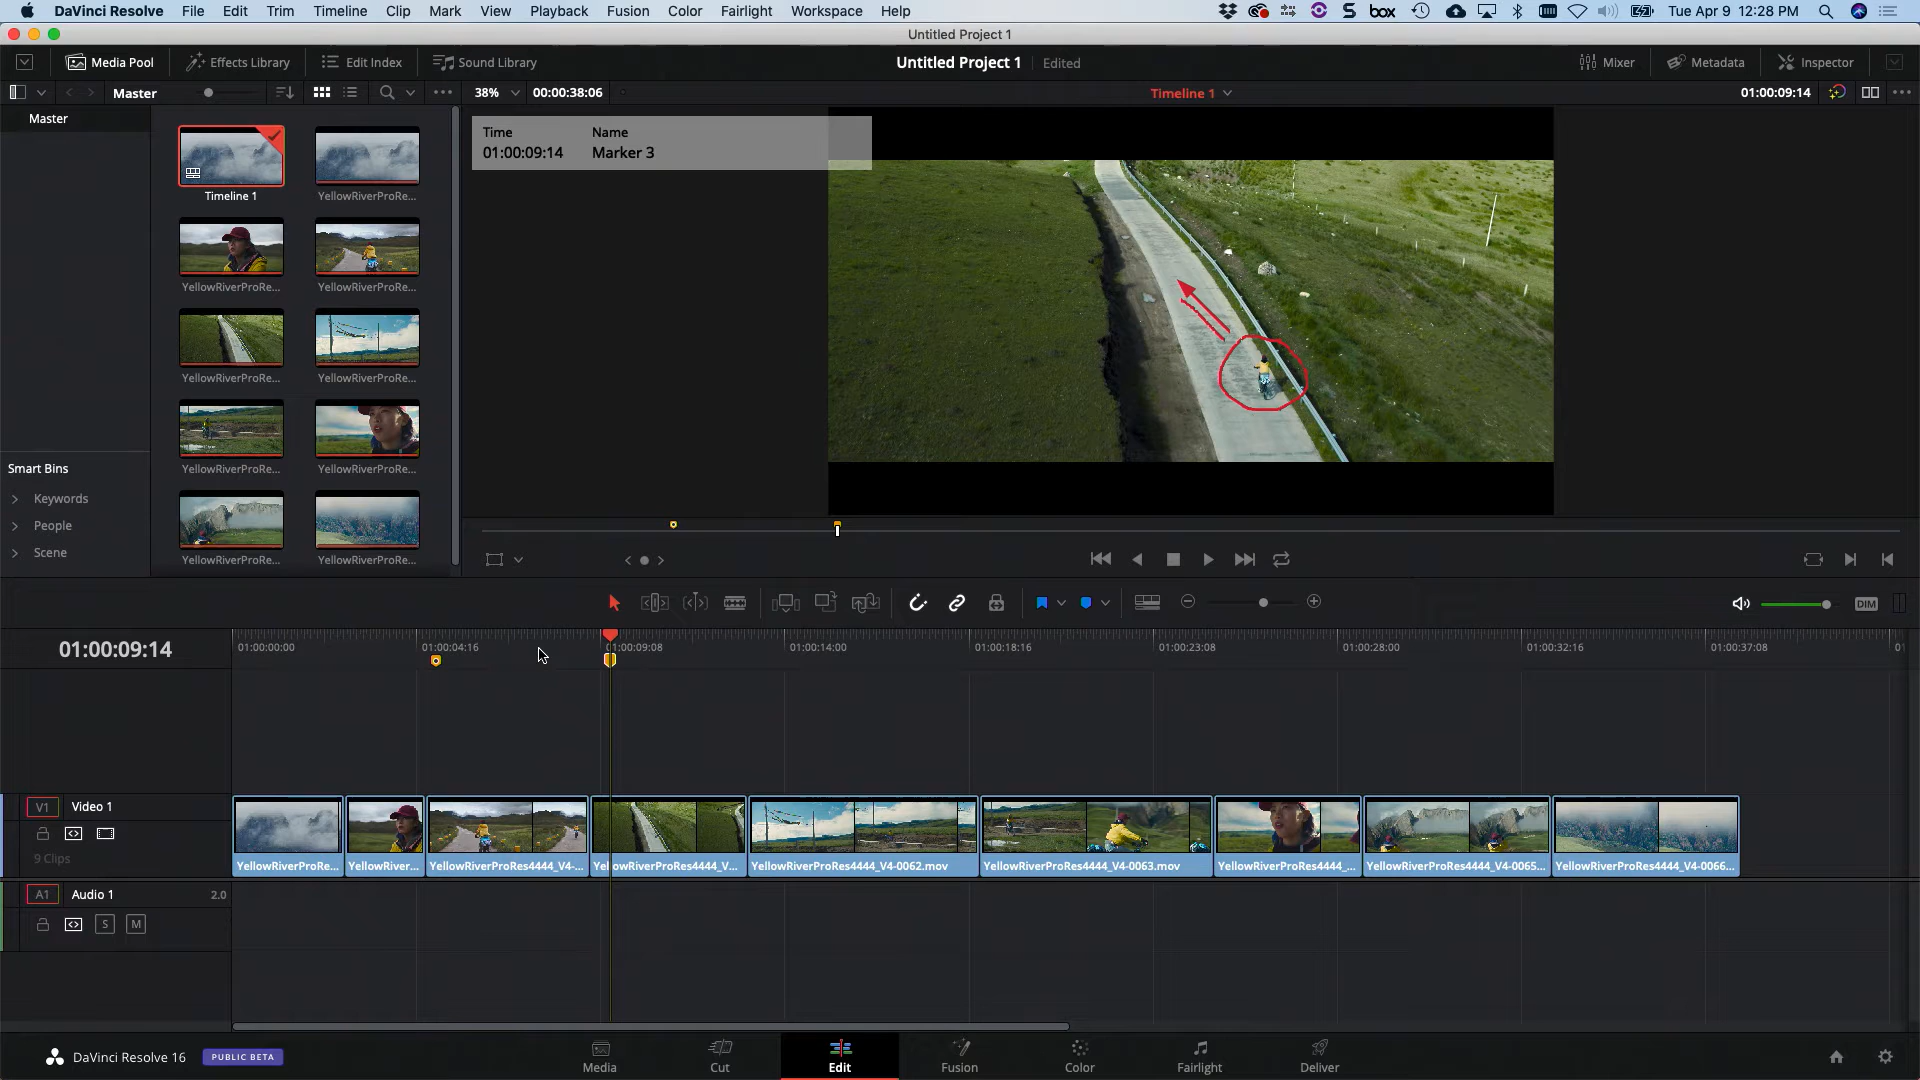 DaVinci Resolve File Edit Trim Timeline Clip Mark View Playback Fusion Color Fairlight Workspace Help box Tue Apr 9 12:28 PM
Untitled Project 1
Media Pool Effects Library Edit Index Sound Library Untitled Project 1 Edited Mixer Metadata Inspector
Master 38% 00:00:38:06 Timeline 1 01:00:09:14
Master
Time Name
01:00:09:14 Marker 3
Timeline 1 YellowRiverProRe...
YellowRiverProRe... YellowRiverProRe...
YellowRiverProRe... YellowRiverProRe...
YellowRiverProRe... YellowRiverProRe...
Smart Bins
Keywords
People
Scene
YellowRiverProRe... YellowRiverProRe...
DIM
01:00:09:14 01:00:00:00 01:00:04:16 01:00:09:08 01:00:14:00 01:00:18:16 01:00:23:08 01:00:28:00 01:00:32:16 01:00:37:08
V1 Video 1
9 Clips
YellowRiverProRe... YellowRiver... YellowRiverProRes4444_V4-... YellowRiverProRes4444_V... YellowRiverProRes4444_V4-0062.mov YellowRiverProRes4444_V4-0063.mov YellowRiverProRes4444_... YellowRiverProRes4444_V4-0065... YellowRiverProRes4444_V4-0066...
A1 Audio 1 2.0
S M
DaVinci Resolve 16 PUBLIC BETA
Media Cut Edit Fusion Color Fairlight Deliver